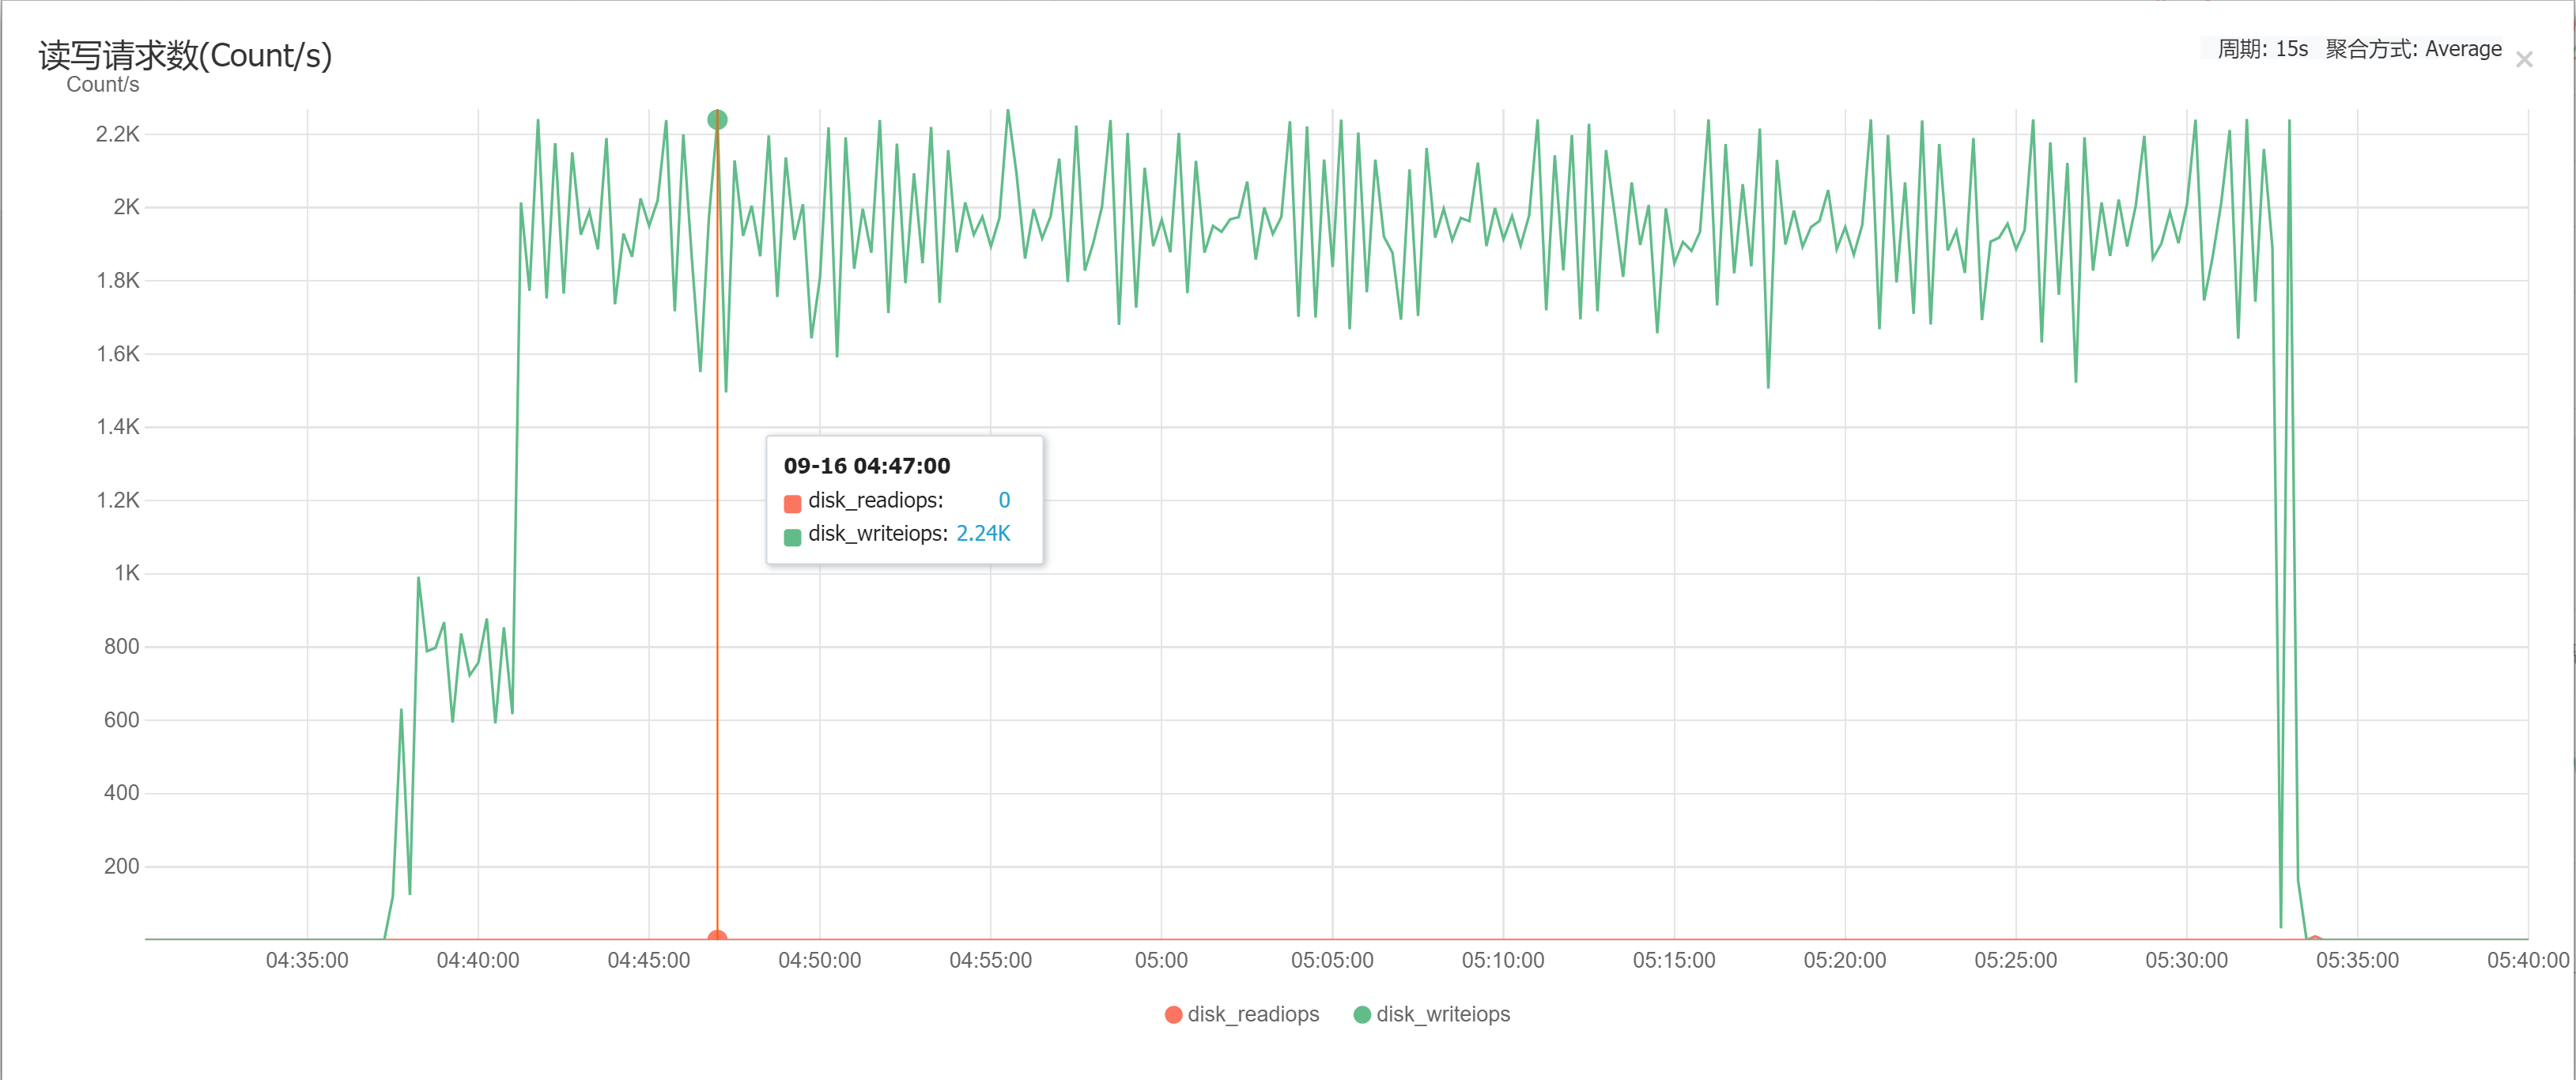 读写请求数(Count/s)
周期: 15s 聚合方式: Average
Count/s
2.2K
2K
1.8K
1.6K
1.4K
1.2K
1K
800
600
400
200
09-16 04:47:00
disk_readiops: 0
disk_writeiops: 2.24K
04:35:00 04:40:00 04:45:00 04:50:00 04:55:00 05:00 05:05:00 05:10:00 05:15:00 05:20:00 05:25:00 05:30:00 05:35:00 05:40:00
disk_readiops disk_writeiops